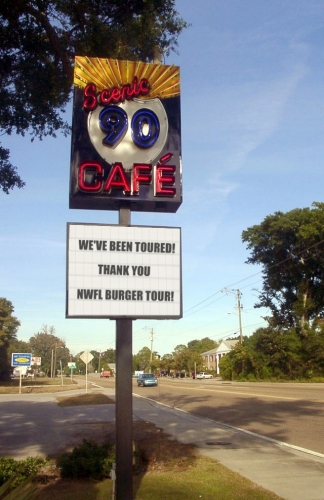 Scenic
90
CAFÉ
WE'VE BEEN TOURED!
THANK YOU
NWFL BURGER TOUR!